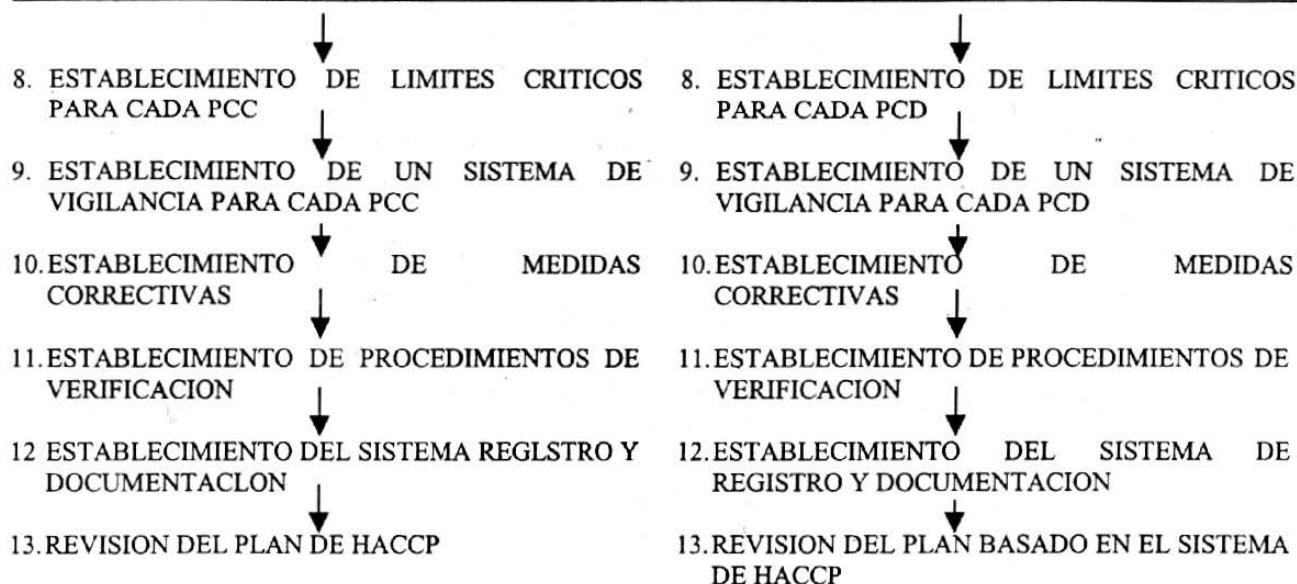 8. ESTABLECIMIENTO DE LIMITES CRITICOS
PARA CADA PCC
9. ESTABLECIMIENTO DE UN SISTEMA DE
VIGILANCIA PARA CADA PCC
10. ESTABLECIMIENTO DE MEDIDAS
CORRECTIVAS
11. ESTABLECIMIENTO DE PROCEDIMIENTOS DE
VERIFICACION
12 ESTABLECIMIENTO DEL SISTEMA REGLSTRO Y
DOCUMENTACLON
13. REVISION DEL PLAN DE HACCP
8. ESTABLECIMIENTO DE LIMITES CRITICOS
PARA CADA PCD
9. ESTABLECIMIENTO DE UN SISTEMA DE
VIGILANCIA PARA CADA PCD
10. ESTABLECIMIENTO DE MEDIDAS
CORRECTIVAS
11. ESTABLECIMIENTO DE PROCEDIMIENTOS DE
VERIFICACION
12. ESTABLECIMIENTO DEL SISTEMA DE
REGISTRO Y DOCUMENTACION
13. REVISION DEL PLAN BASADO EN EL SISTEMA
DE HACCP